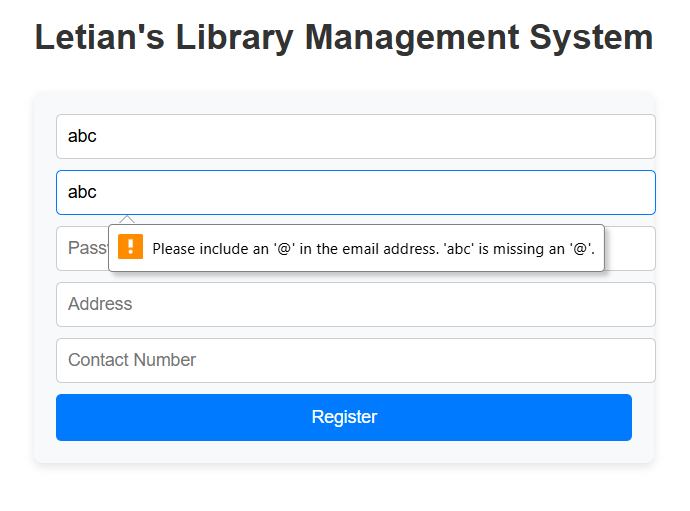 Letian's Library Management System
abc
abc
Please include an '@' in the email address. 'abc' is missing an '@'.
Address
Contact Number
Register